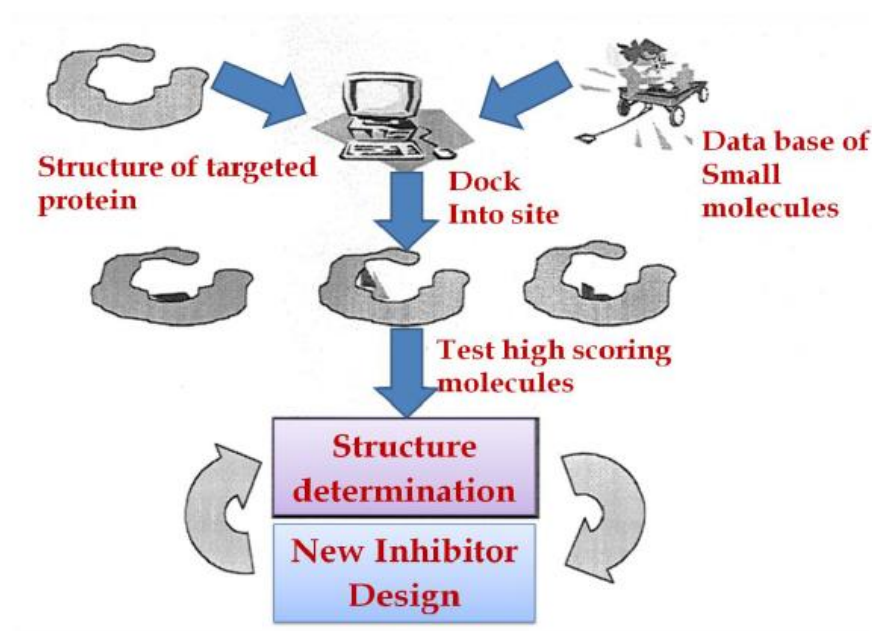 Structure of targeted
protein
Data base of
Small
molecules
Dock
Into site
Test high scoring
molecules
Structure
determination
New Inhibitor
Design